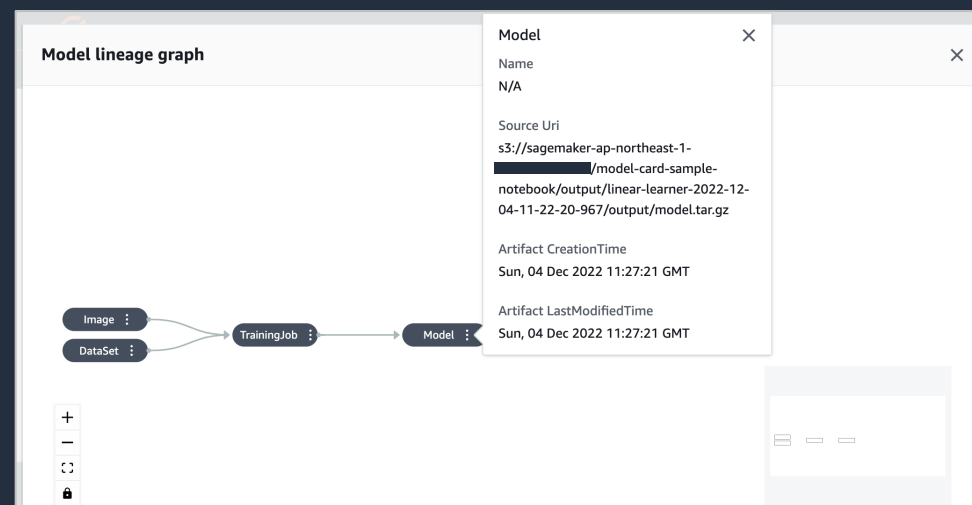 Model lineage graph
Model
Name
N/A
Source Uri
s3://sagemaker-ap-northeast-1-
/model-card-sample-
notebook/output/linear-learner-2022-12-
04-11-22-20-967/output/model.tar.gz
Artifact CreationTime
Sun, 04 Dec 2022 11:27:21 GMT
Artifact LastModifiedTime
Sun, 04 Dec 2022 11:27:21 GMT
Image
DataSet
TrainingJob
Model